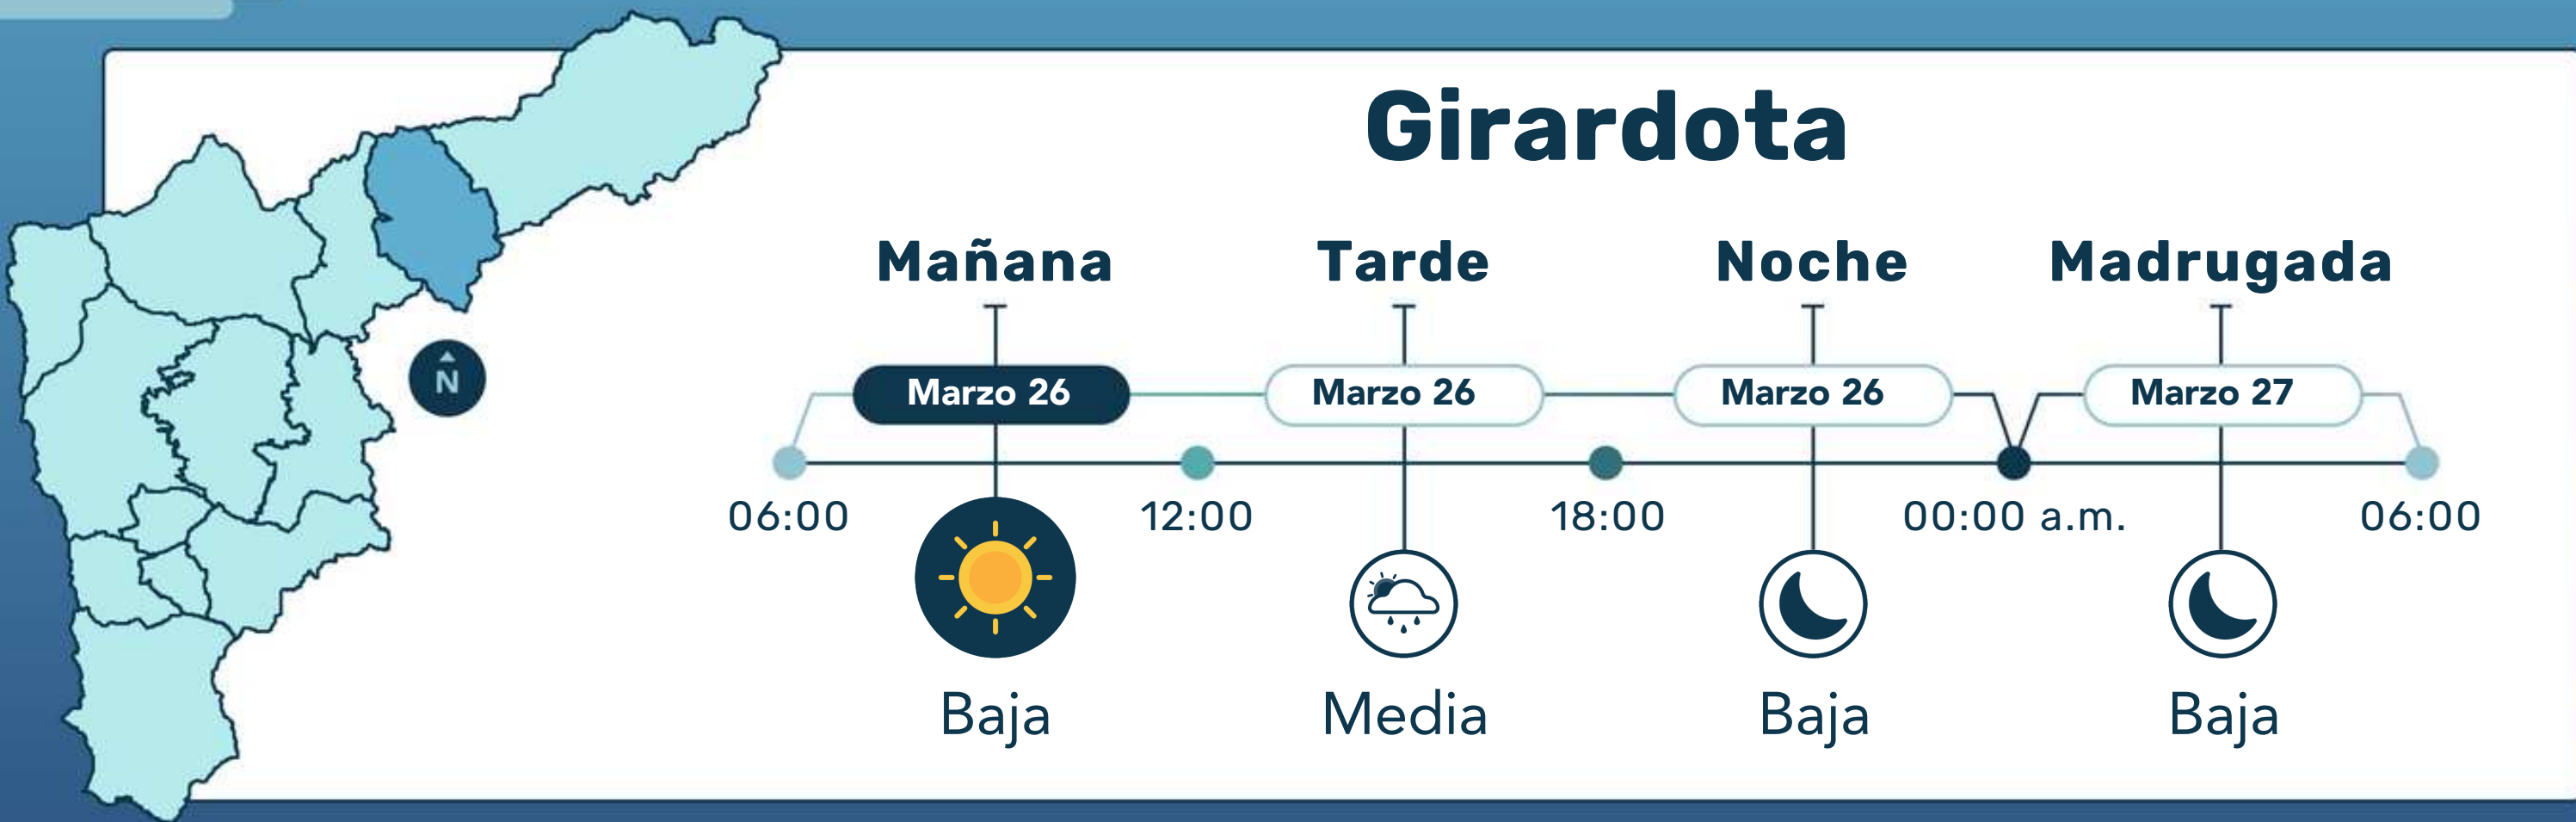 Girardota
Mañana Tarde Noche Madrugada
Marzo 26 Marzo 26 Marzo 26 Marzo 27
N
06:00 12:00 18:00 00:00 a.m. 06:00
Baja Media Baja Baja